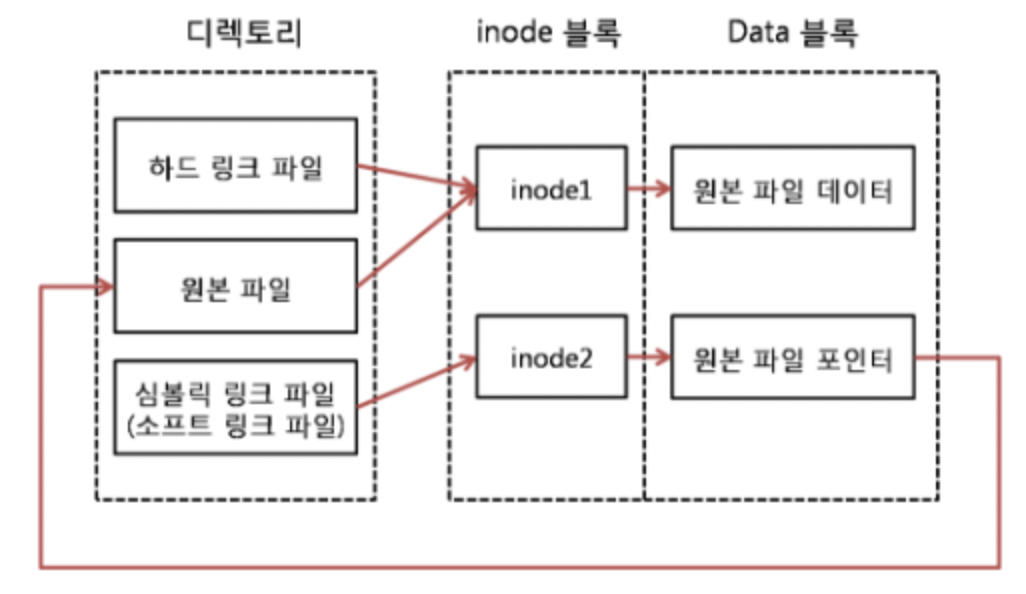 디렉토리
inode 블록
Data 블록
하드 링크 파일
inode1
원본 파일 데이터
원본 파일
심볼릭 링크 파일
(소프트 링크 파일)
inode2
원본 파일 포인터